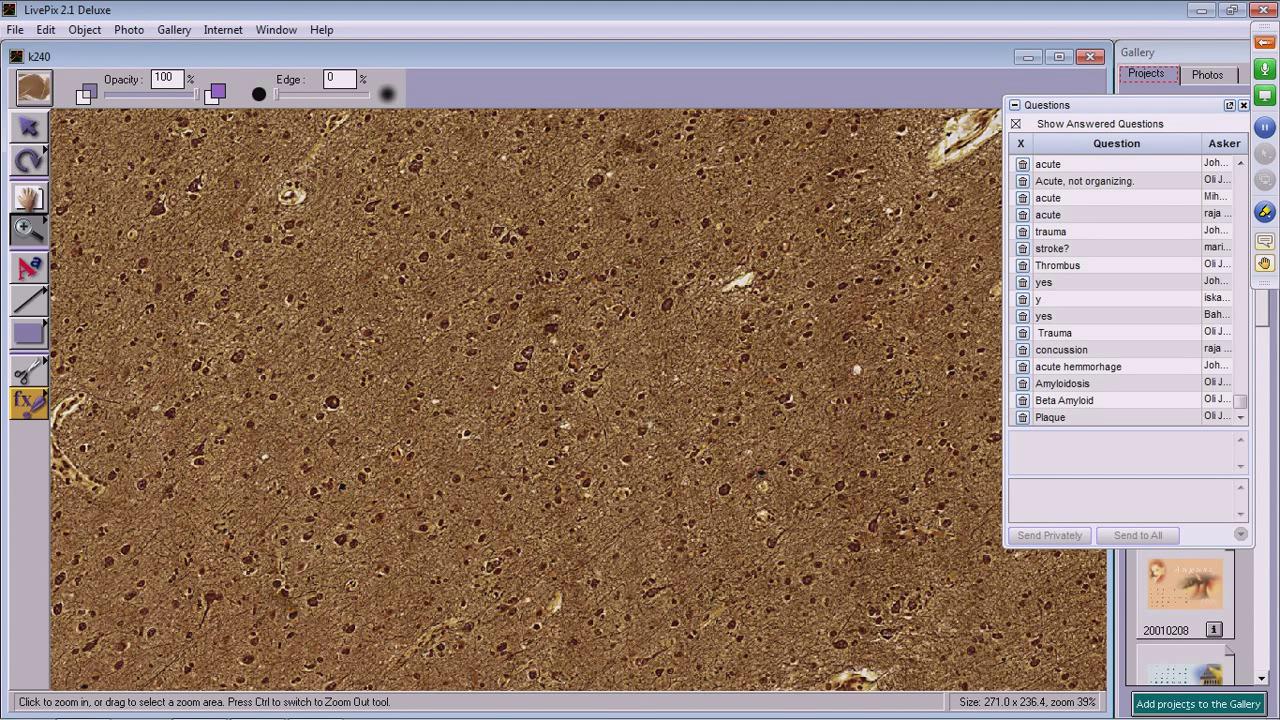 LivePix 2.1 Deluxe
File Edit Object Photo Gallery Internet Window Help
k240
Opacity: 100 %
Edge: 0 %
Gallery
Projects Photos
Questions
Show Answered Questions
X Question Asker
acute Joh...
Acute, not organizing. Oli J...
acute Mih...
acute raja ...
trauma Joh...
stroke? mari...
Thrombus Oli J...
yes Joh...
y iska...
yes Bah...
Trauma Oli J...
concussion raja ...
acute hemmorhage Joh...
Amyloidosis Oli J...
Beta Amyloid Oli J...
Plaque Oli J...
Send Privately Send to All
fx
20010208
Click to zoom in, or drag to select a zoom area. Press Ctrl to switch to Zoom Out tool.
Size: 271.0 x 236.4, zoom 39%
Add projects to the Gallery